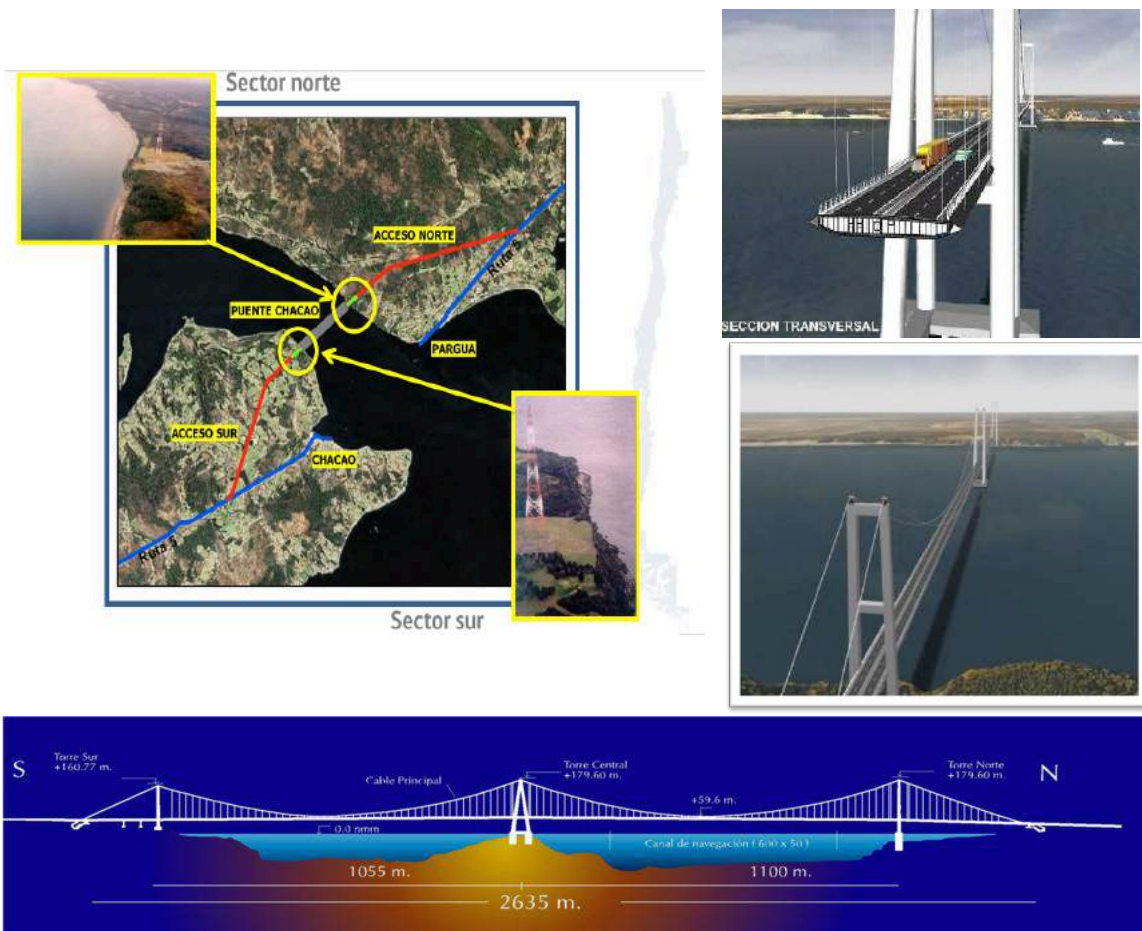 Sector norte
ACCESO NORTE
Ruta 5
PUENTE CHACAO
PARGUA
ACCESO SUR
CHACAO
Ruta 5
Sector sur
SECCION TRANSVERSAL
S
Torre Sur
+160.77 m.
Cable Principal
Torre Central
+179.60 m.
+59.6 m.
Torre Norte
+179.60 m.
N
0.0 nmm
Canal de navegación ( 600 x 50 )
1055 m.
1100 m.
2635 m.